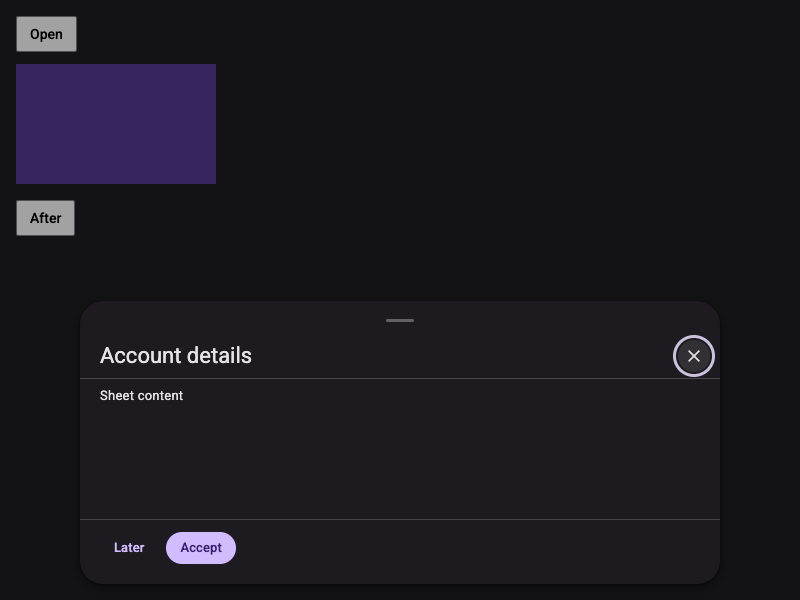 Open
After
Account details
Sheet content
Later
Accept